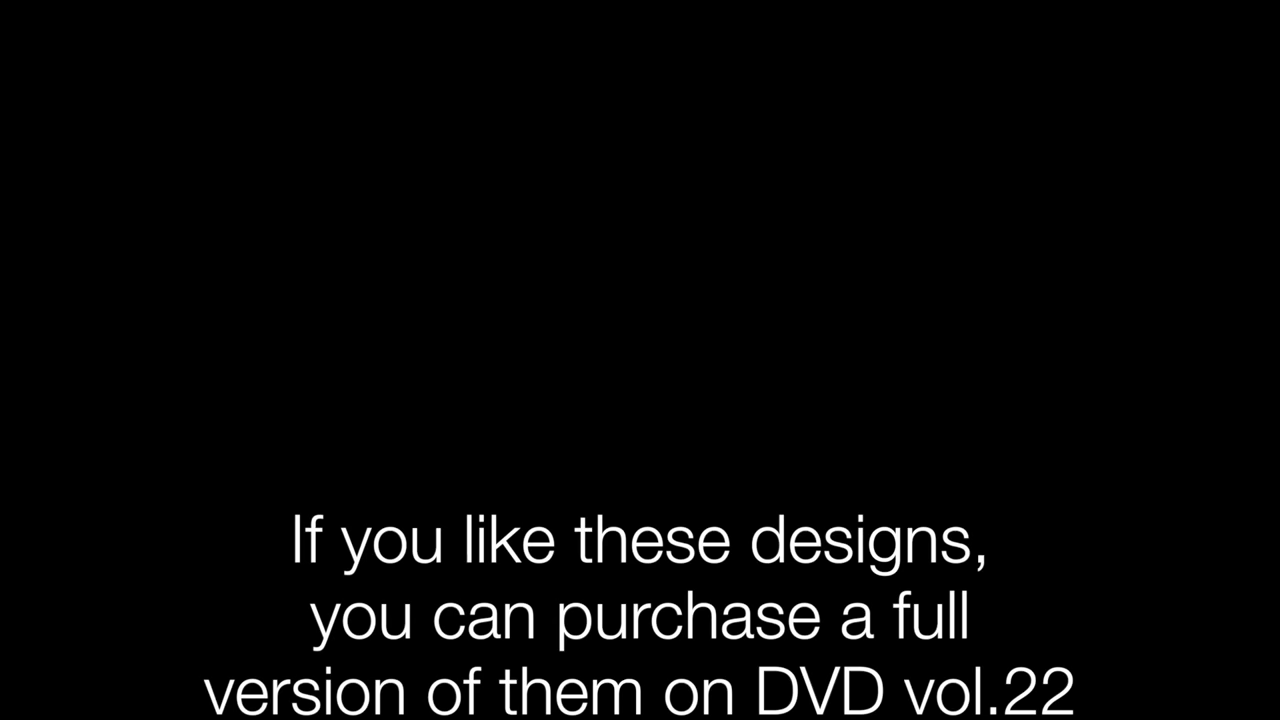 If you like these designs,
you can purchase a full
version of them on DVD vol.22